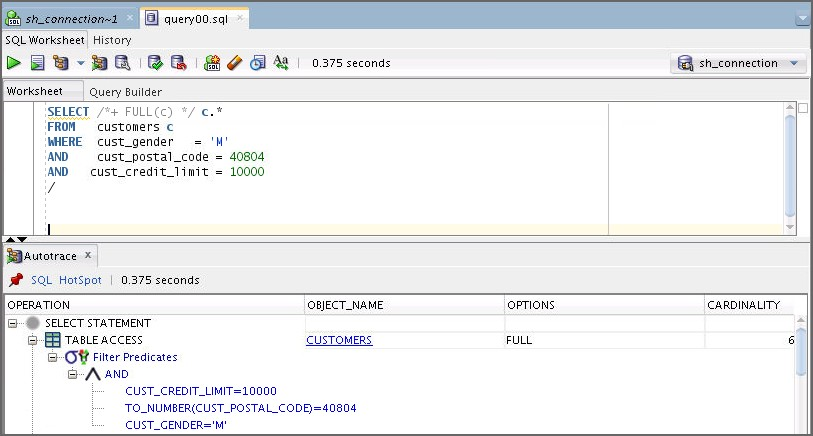 sh_connection~1 × query00.sql ×
SQL Worksheet History
0.375 seconds sh_connection
Worksheet Query Builder
SELECT /*+ FULL(c) */ c.*
FROM customers c
WHERE cust_gender = 'M'
AND cust_postal_code = 40804
AND cust_credit_limit = 10000
/
Autotrace x
SQL HotSpot | 0.375 seconds
OPERATION OBJECT_NAME OPTIONS CARDINALITY
SELECT STATEMENT
TABLE ACCESS CUSTOMERS FULL 6
Filter Predicates
AND
CUST_CREDIT_LIMIT=10000
TO_NUMBER(CUST_POSTAL_CODE)=40804
CUST_GENDER='M'